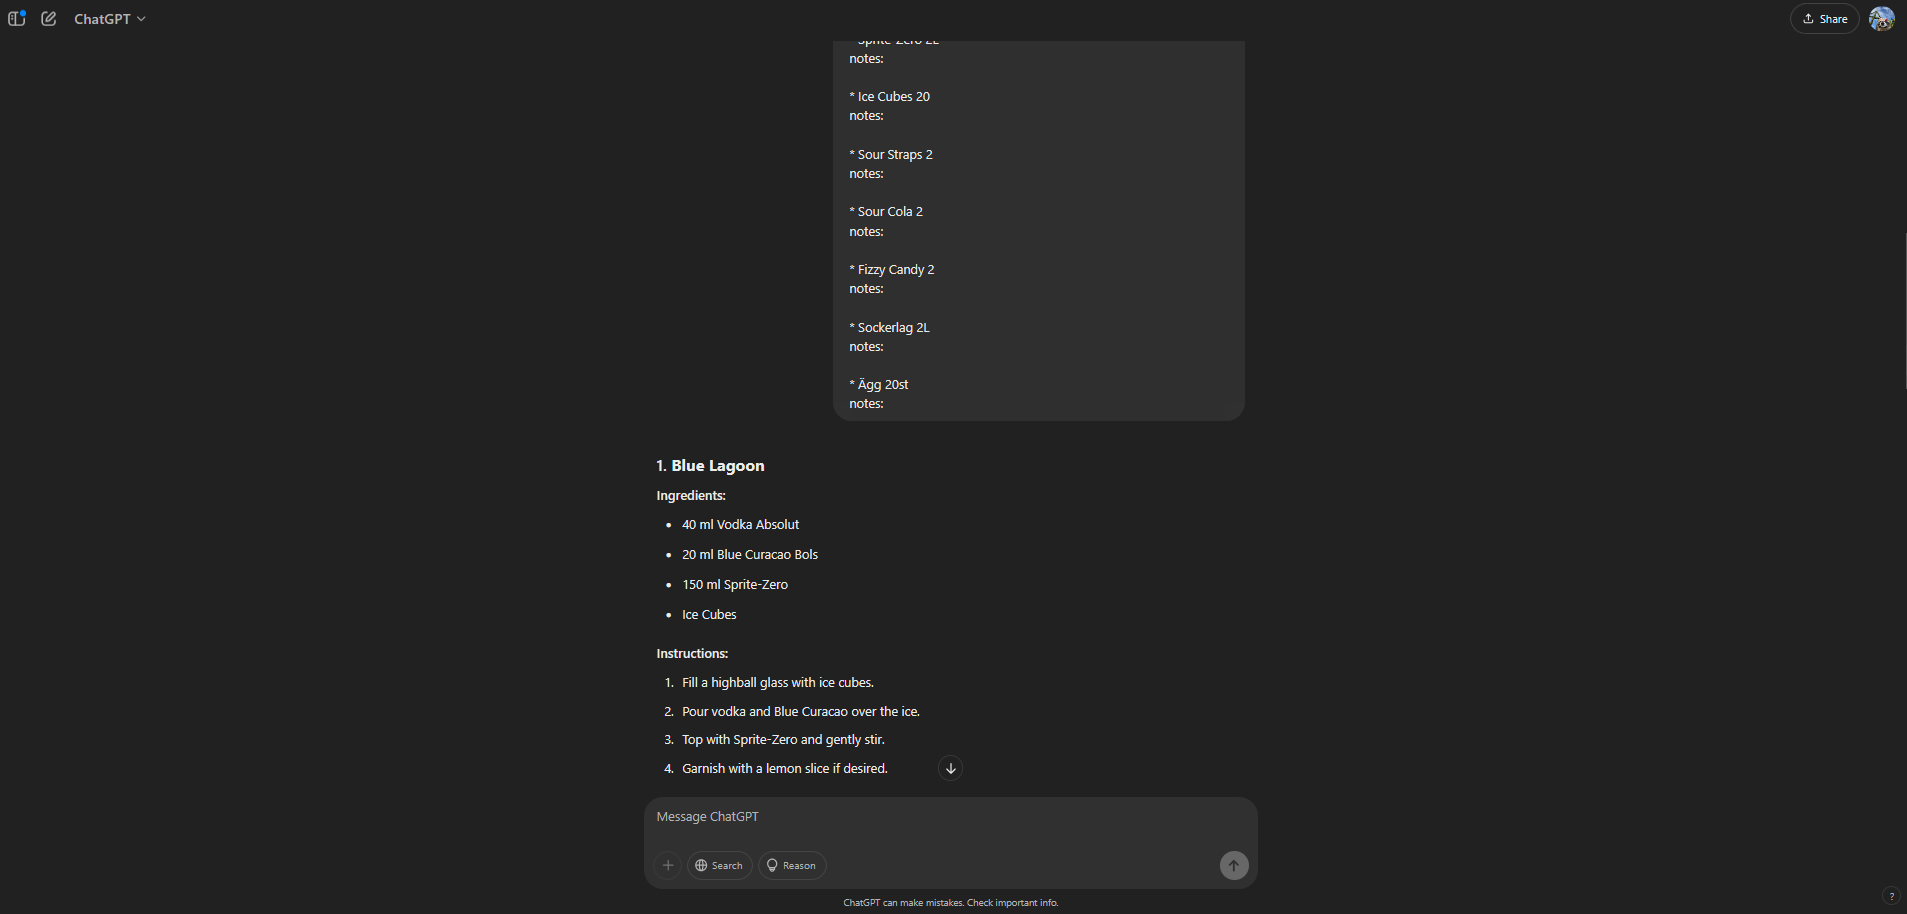 ChatGPT
Share
Sprite-Zero 2L
notes:
* Ice Cubes 20
notes:
* Sour Straps 2
notes:
* Sour Cola 2
notes:
* Fizzy Candy 2
notes:
* Sockerlag 2L
notes:
* Ägg 20st
notes:
1. Blue Lagoon
Ingredients:
• 40 ml Vodka Absolut
• 20 ml Blue Curacao Bols
• 150 ml Sprite-Zero
• Ice Cubes
Instructions:
1. Fill a highball glass with ice cubes.
2. Pour vodka and Blue Curacao over the ice.
3. Top with Sprite-Zero and gently stir.
4. Garnish with a lemon slice if desired.
Message ChatGPT
Search
Reason
ChatGPT can make mistakes. Check important info.
?